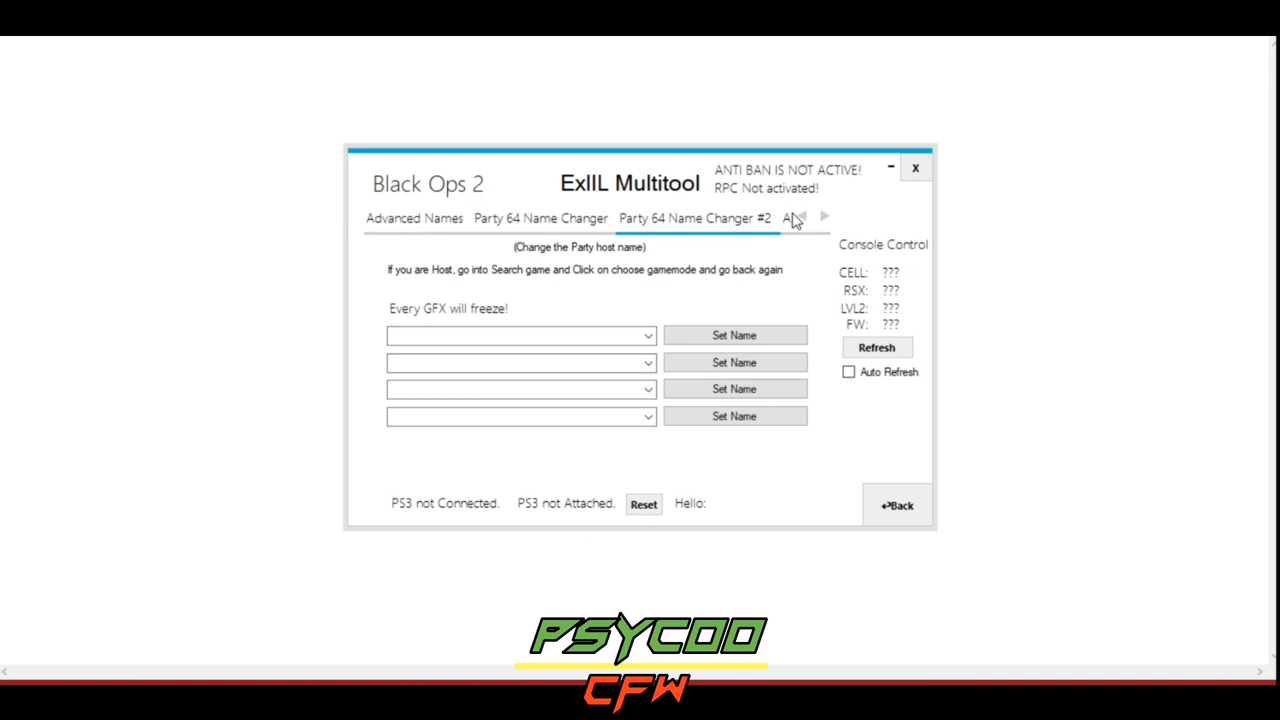 Black Ops 2
ExIIL Multitool
ANTI BAN IS NOT ACTIVE!
RPC Not activated!
- X
Advanced Names Party 64 Name Changer Party 64 Name Changer #2
(Change the Party host name)
If you are Host, go into Search game and Click on choose gamemode and go back again
Every GFX will freeze!
Set Name
Set Name
Set Name
Set Name
Console Control
CELL: ???
RSX: ???
LVL2: ???
FW: ???
Refresh
Auto Refresh
PS3 not Connected. PS3 not Attached. Reset Hello:
Back
PSYCOO
CFW